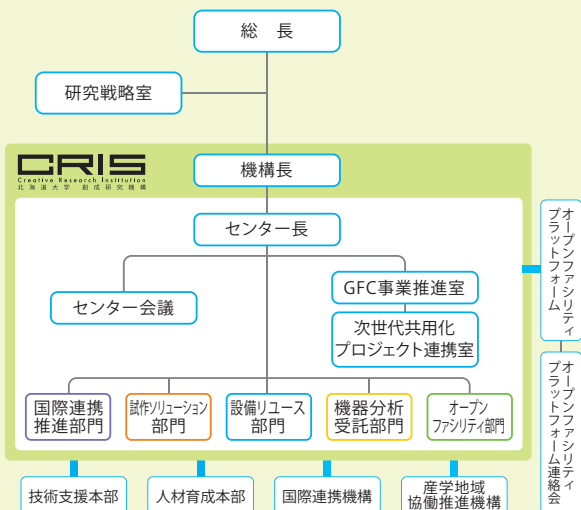 総 長
研究戦略室
CRIS
Creative Research Institution
北海道大学 創成研究機構
機構長
センター長
センター会議
GFC事業推進室
次世代共用化
プロジェクト連携室
国際連携
推進部門
試作ソリューション
部門
設備リユース
部門
機器分析
受託部門
オープン
ファシリティ部門
オープンファシリティ
プラットフォーム
オープンファシリティ
プラットフォーム連絡会
技術支援本部
人材育成本部
国際連携機構
産学地域
協働推進機構